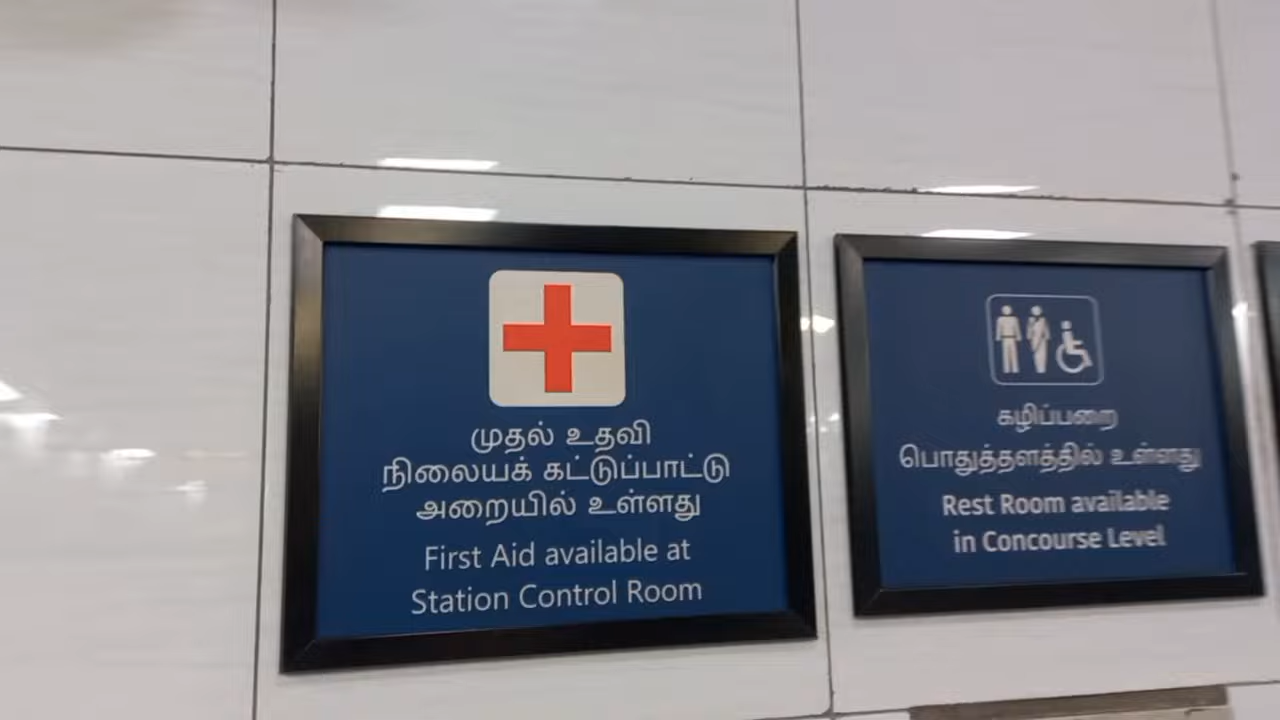 முதல் உதவி
நிலையக் கட்டுப்பாட்டு
அறையில் உள்ளது
First Aid available at
Station Control Room
கழிப்பறை
பொதுத்தளத்தில் உள்ளது
Rest Room available
in Concourse Level